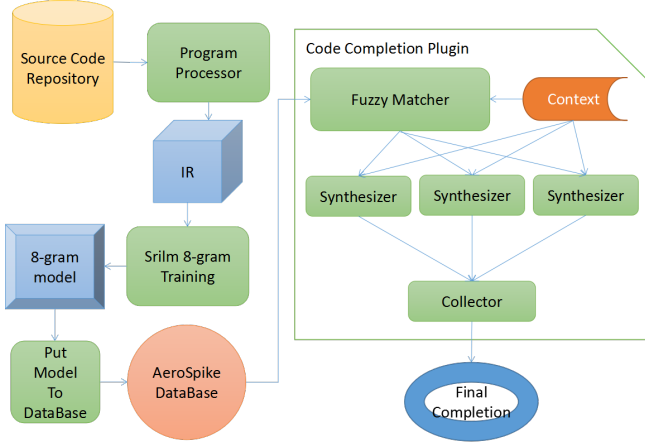 Source Code
Repository
Program
Processor
IR
Srilm 8-gram
Training
8-gram
model
Put
Model
To
DataBase
AeroSpike
DataBase
Code Completion Plugin
Fuzzy Matcher
Context
Synthesizer
Synthesizer
Synthesizer
Collector
Final
Completion